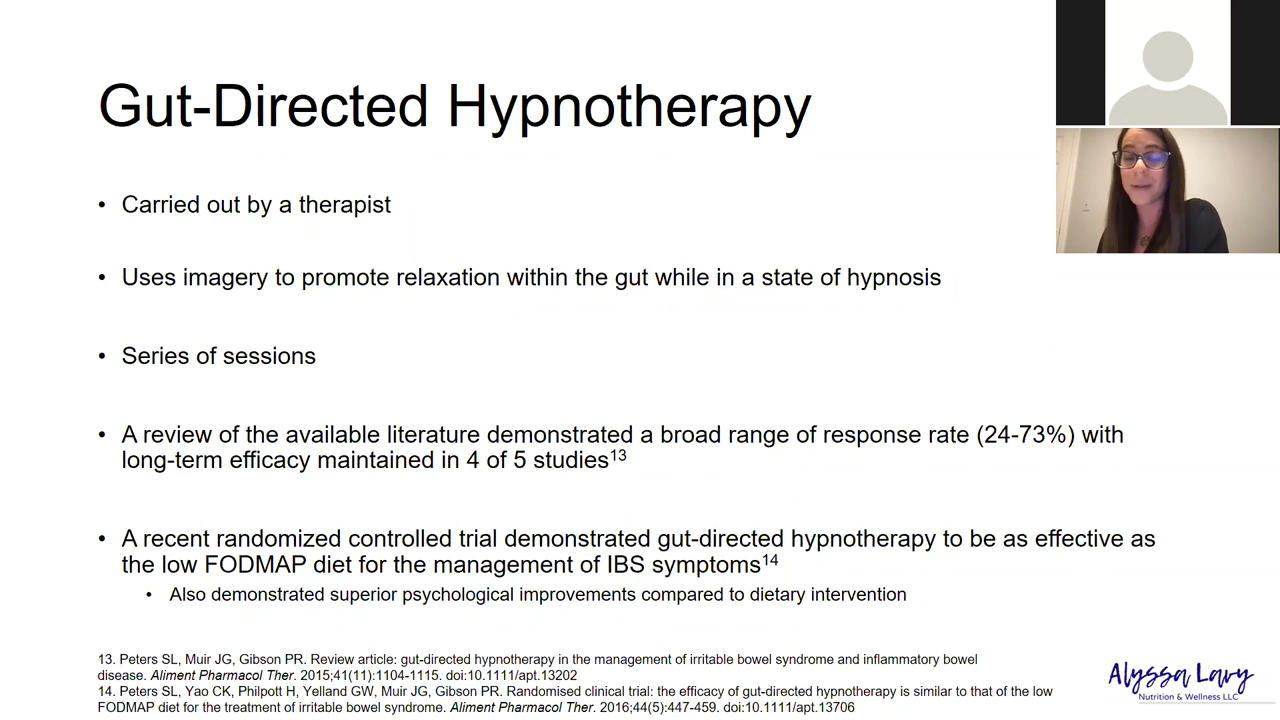 Gut-Directed Hypnotherapy
• Carried out by a therapist
• Uses imagery to promote relaxation within the gut while in a state of hypnosis
• Series of sessions
• A review of the available literature demonstrated a broad range of response rate (24-73%) with
long-term efficacy maintained in 4 of 5 studies¹³
• A recent randomized controlled trial demonstrated gut-directed hypnotherapy to be as effective as
the low FODMAP diet for the management of IBS symptoms¹⁴
• Also demonstrated superior psychological improvements compared to dietary intervention
13. Peters SL, Muir JG, Gibson PR. Review article: gut-directed hypnotherapy in the management of irritable bowel syndrome and inflammatory bowel
disease. Aliment Pharmacol Ther. 2015;41(11):1104-1115. doi:10.1111/apt.13202
14. Peters SL, Yao CK, Philpott H, Yelland GW, Muir JG, Gibson PR. Randomised clinical trial: the efficacy of gut-directed hypnotherapy is similar to that of the low
FODMAP diet for the treatment of irritable bowel syndrome. Aliment Pharmacol Ther. 2016;44(5):447-459. doi:10.1111/apt.13706
Alyssa Lavy
Nutrition & Wellness LLC